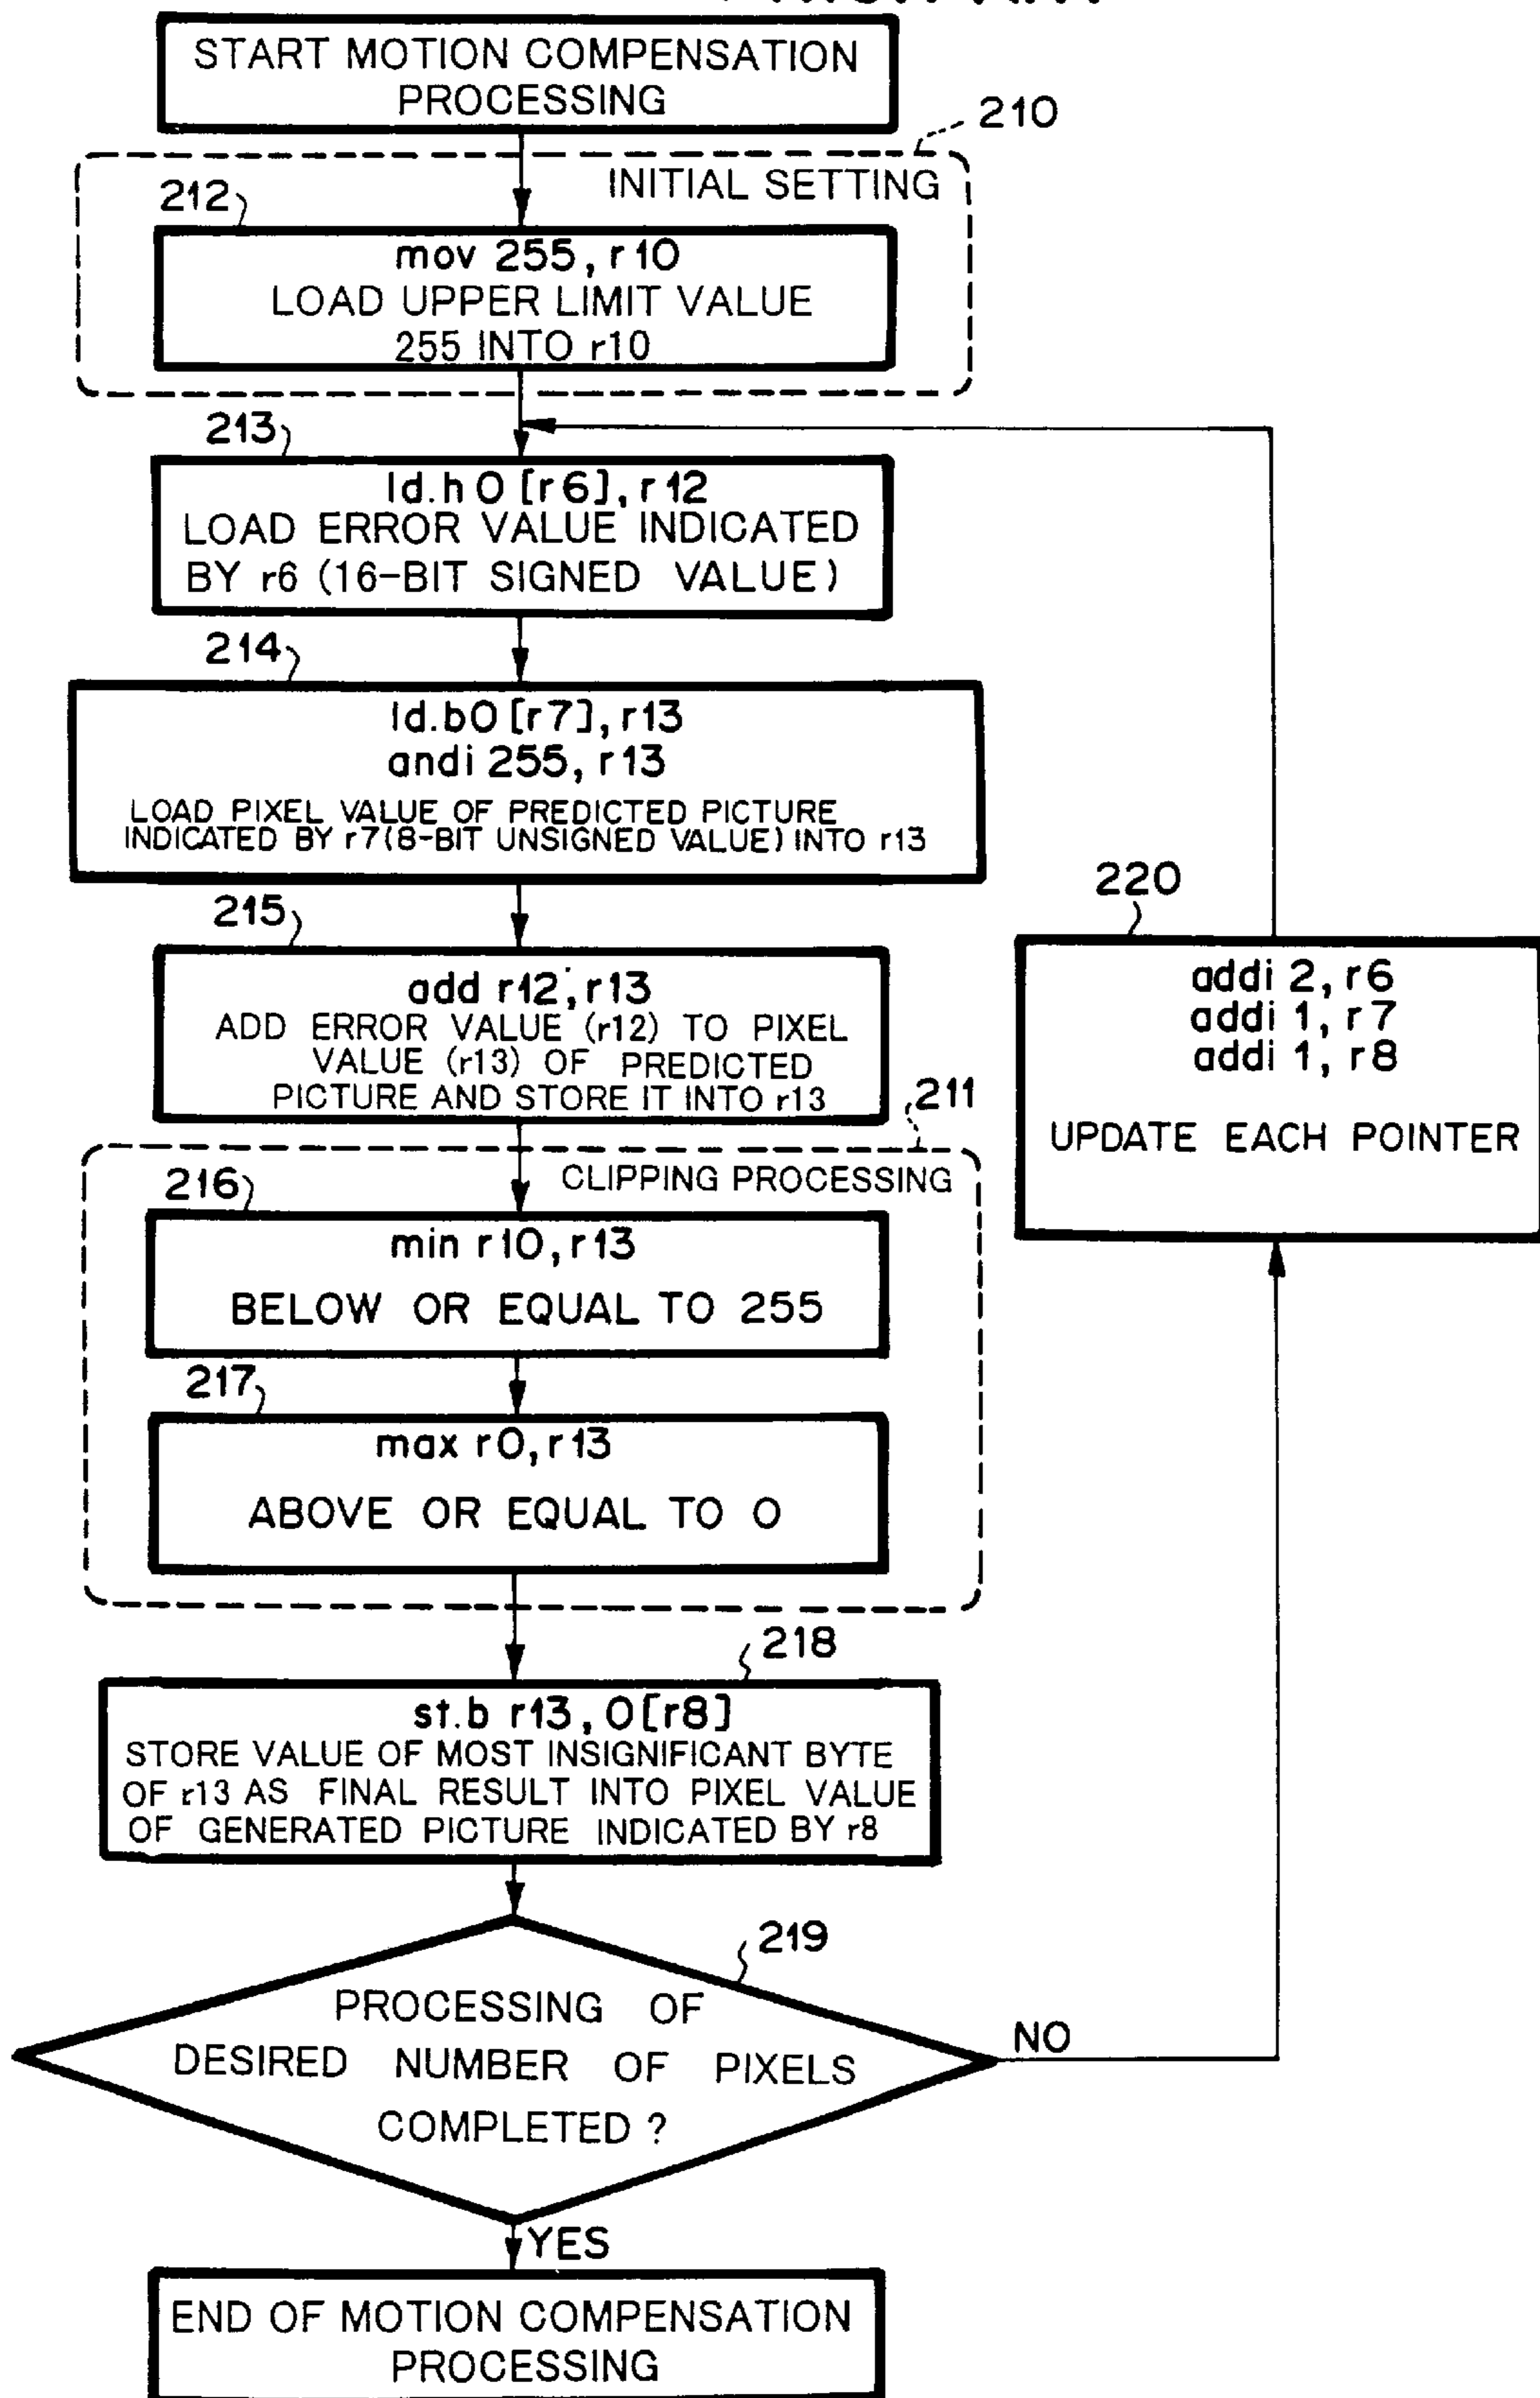 START MOTION COMPENSATION
PROCESSING
210
INITIAL SETTING
212
mov 255, r10
LOAD UPPER LIMIT VALUE
255 INTO r10
213
ld.h 0 [r6], r12
LOAD ERROR VALUE INDICATED
BY r6 (16-BIT SIGNED VALUE)
214
ld.b0 [r7], r13
andi 255, r13
LOAD PIXEL VALUE OF PREDICTED PICTURE
INDICATED BY r7(8-BIT UNSIGNED VALUE) INTO r13
215
add r12, r13
ADD ERROR VALUE (r12) TO PIXEL
VALUE (r13) OF PREDICTED
PICTURE AND STORE IT INTO r13
220
addi 2, r6
addi 1, r7
addi 1, r8
UPDATE EACH POINTER
211
CLIPPING PROCESSING
216
min r10, r13
BELOW OR EQUAL TO 255
217
max r0, r13
ABOVE OR EQUAL TO 0
218
st.b r13, 0[r8]
STORE VALUE OF MOST INSIGNIFICANT BYTE
OF r13 AS FINAL RESULT INTO PIXEL VALUE
OF GENERATED PICTURE INDICATED BY r8
219
PROCESSING OF
DESIRED NUMBER OF PIXELS
COMPLETED ?
NO
YES
END OF MOTION COMPENSATION
PROCESSING